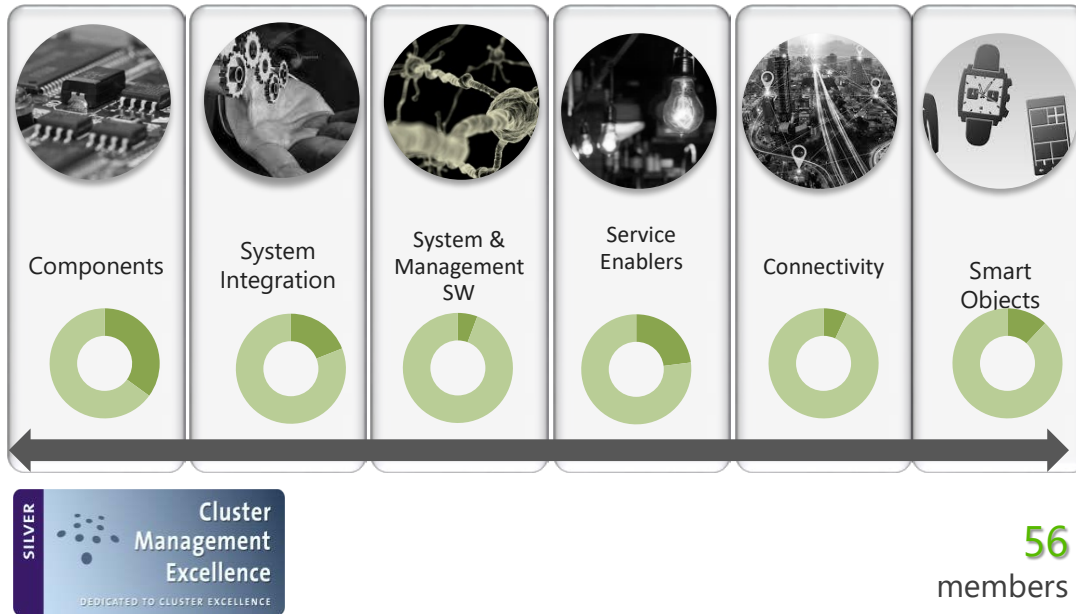 Components
System
Integration
System &
Management
SW
Service
Enablers
Connectivity
Smart
Objects
SILVER
Cluster
Management
Excellence
DEDICATED TO CLUSTER EXCELLENCE
56
members